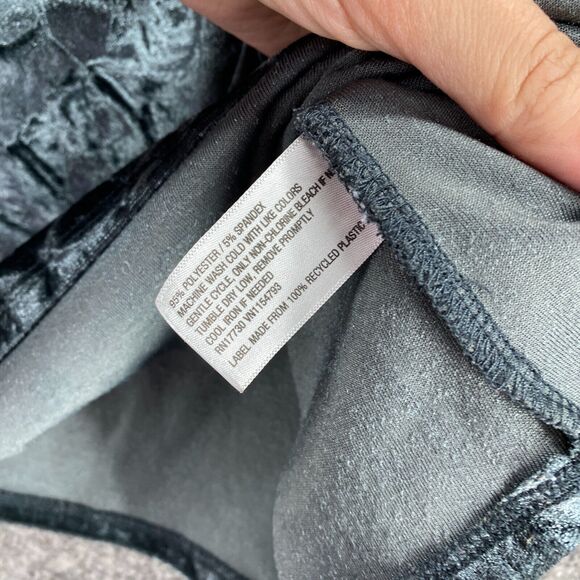 95% POLYESTER / 5% SPANDEX
MACHINE WASH COLD WITH LIKE COLORS
GENTLE CYCLE. ONLY NON-CHLORINE BLEACH IF
TUMBLE DRY LOW. REMOVE PROMPTLY
COOL IRON IF NEEDED
RN17730 VN1154793
LABEL MADE FROM 100% RECYCLED PLASTIC